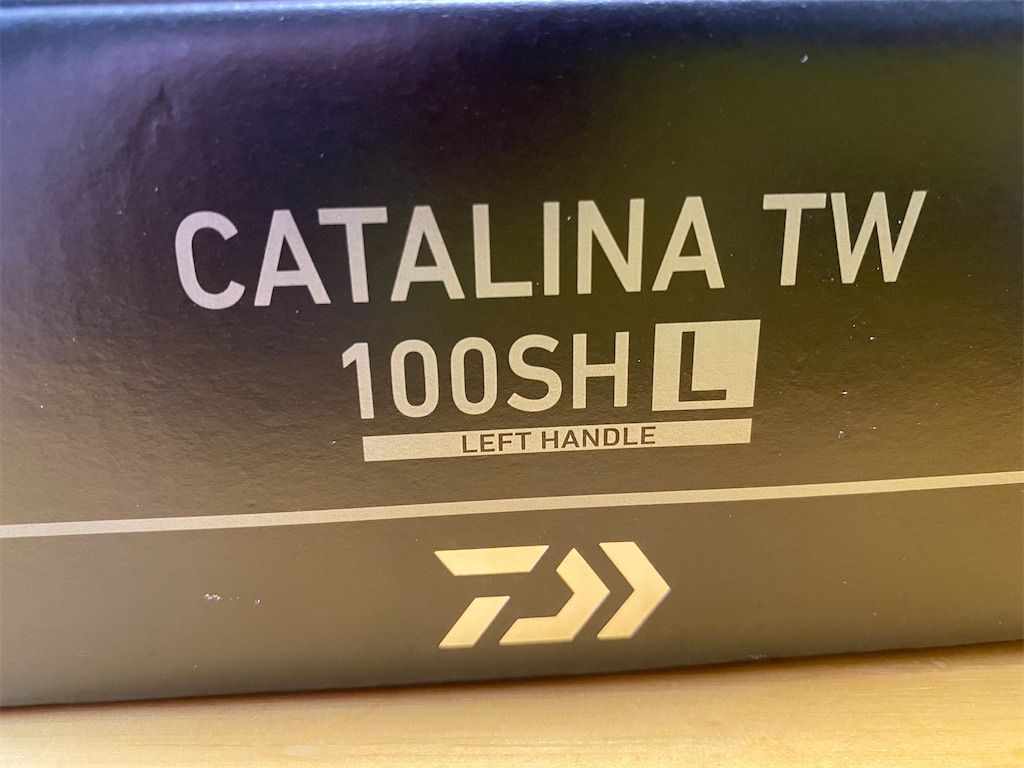 CATALINA TW
100SH L
LEFT HANDLE